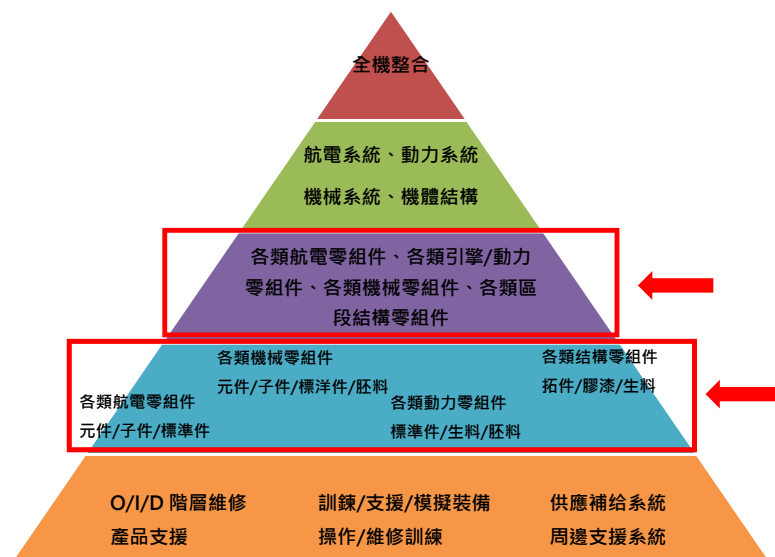 全機整合
航電系統、動力系統
機械系統、機體結構
各類航電零組件、各類引擎/動力
零組件、各類機械零組件、各類區
段結構零組件
各類機械零組件
元件/子件/標洋件/胚料
各類结構零組件
拓件/膠漆/生料
各類航電零組件
元件/子件/標準件
各類動力零組件
標準件/生料/胚料
O/I/D 階層維修
產品支援
訓鍊/支援/模擬裝備
操作/維修訓練
供應補给系統
周邊支援系統